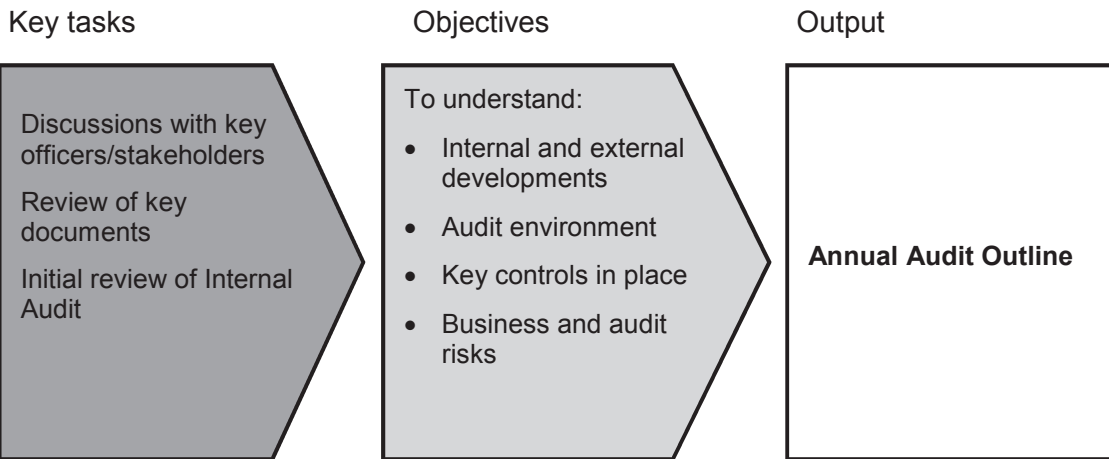 Key tasks
Objectives
Output
Discussions with key
officers/stakeholders
Review of key
documents
Initial review of Internal
Audit
To understand:
• Internal and external
developments
• Audit environment
• Key controls in place
• Business and audit
risks
Annual Audit Outline